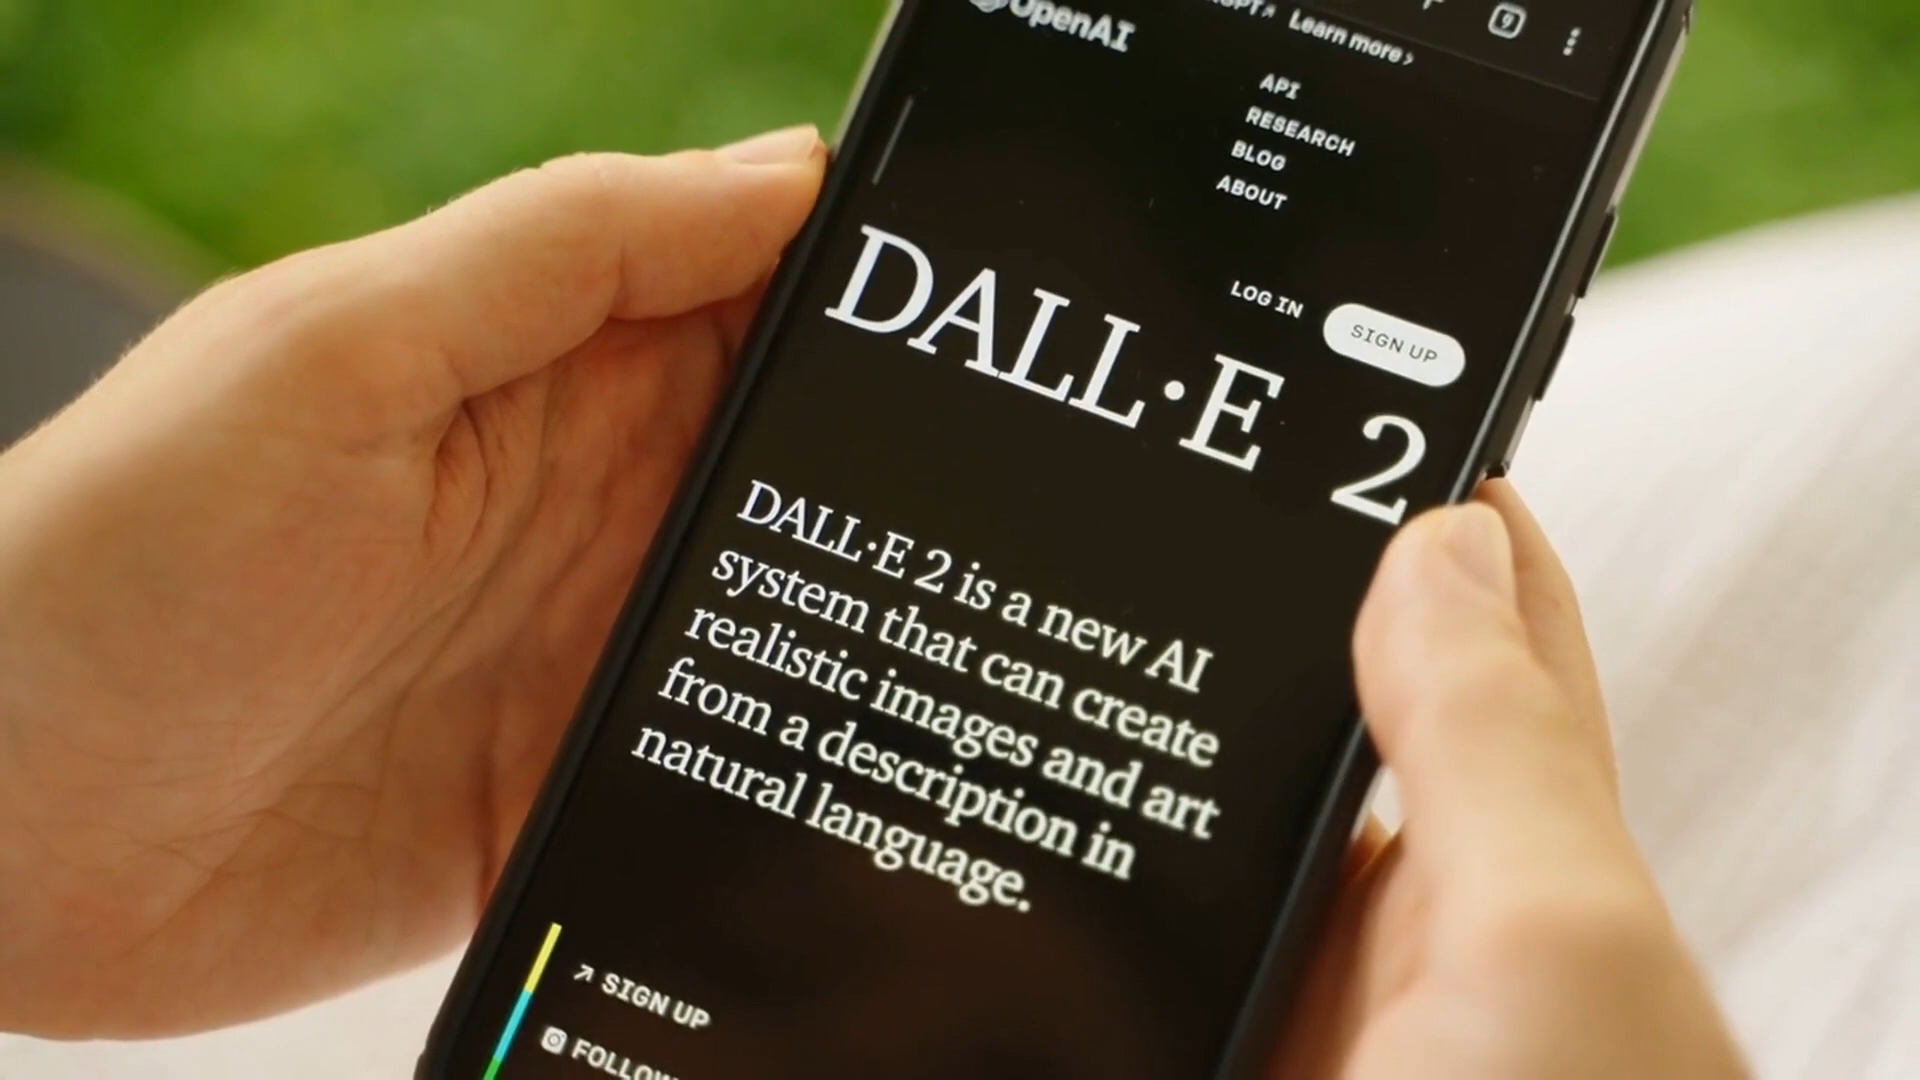 OpenAI
Learn more ›
9
API
RESEARCH
BLOG
ABOUT
LOG IN
SIGN UP
DALL·E 2
DALL·E 2 is a new AI
system that can create
realistic images and art
from a description in
natural language.
↗ SIGN UP